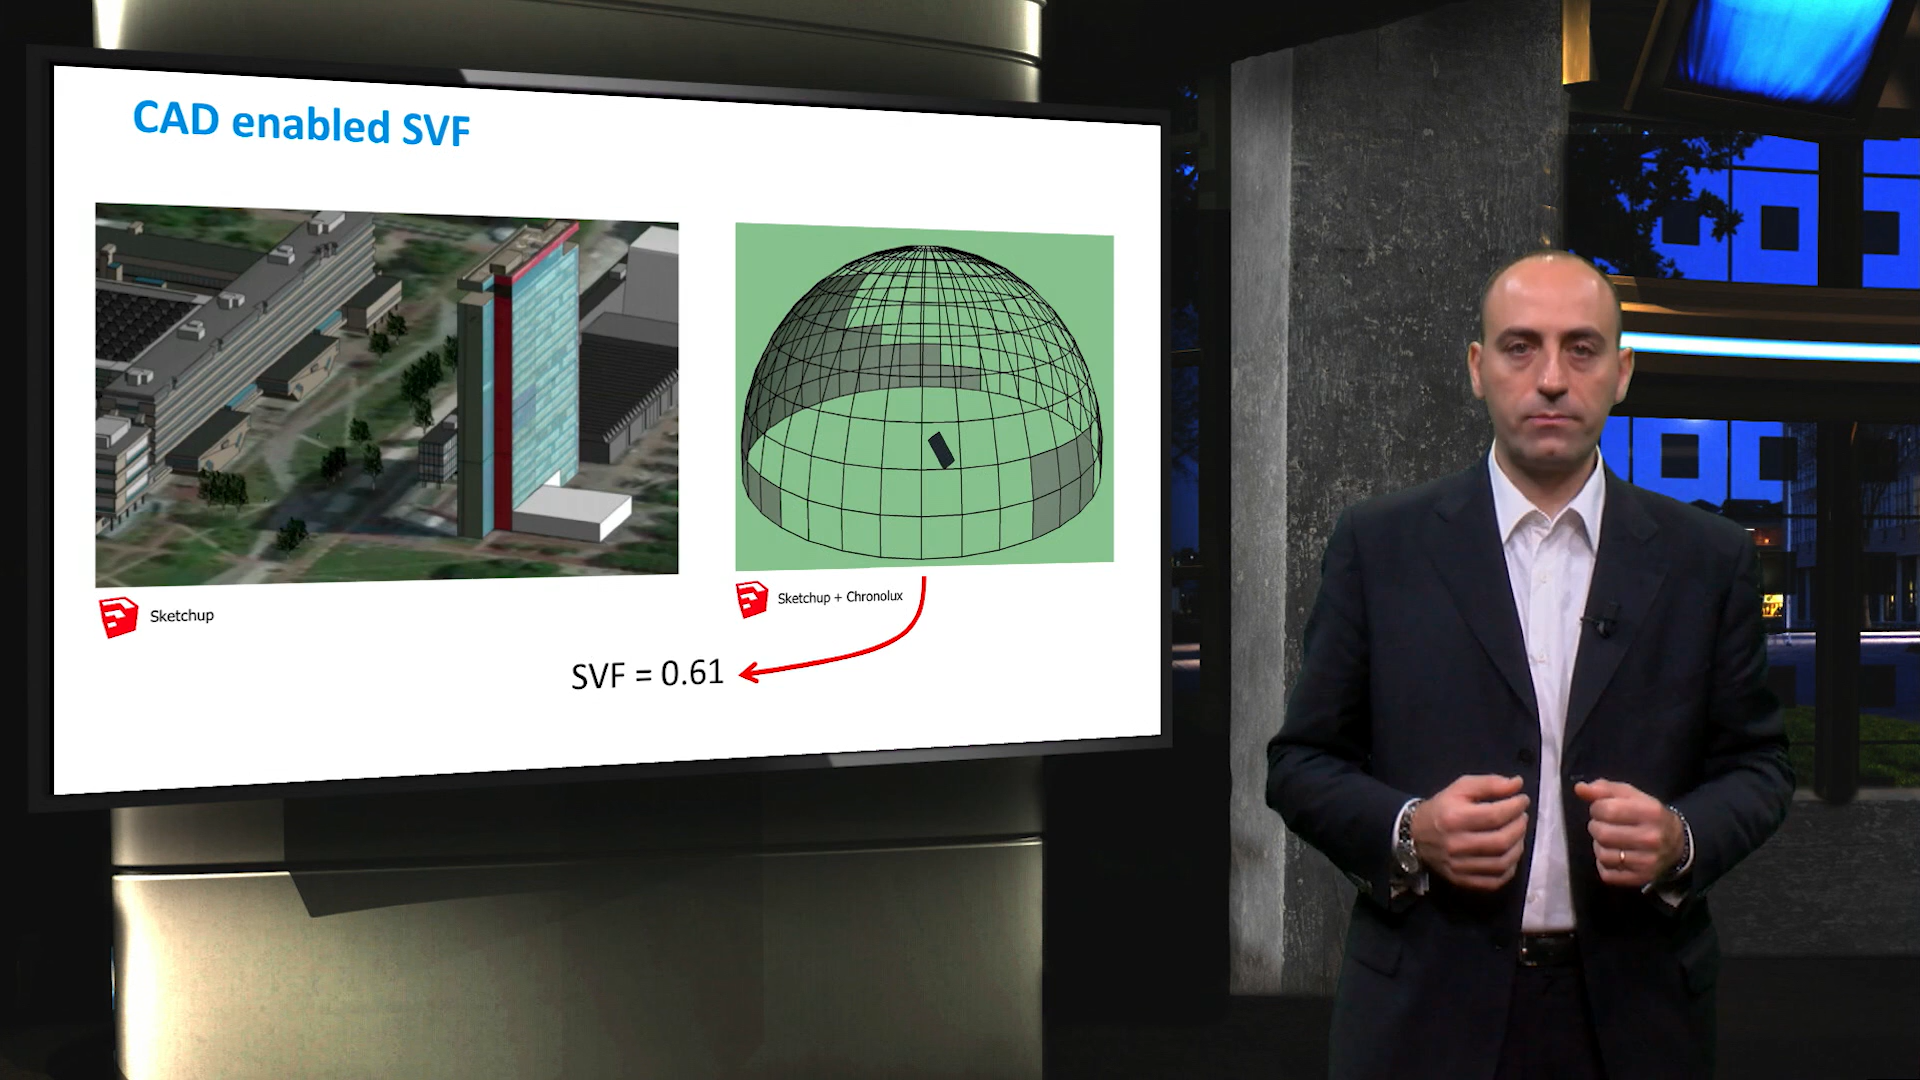 CAD enabled SVF
Sketchup
Sketchup + Chronolux
SVF = 0.61